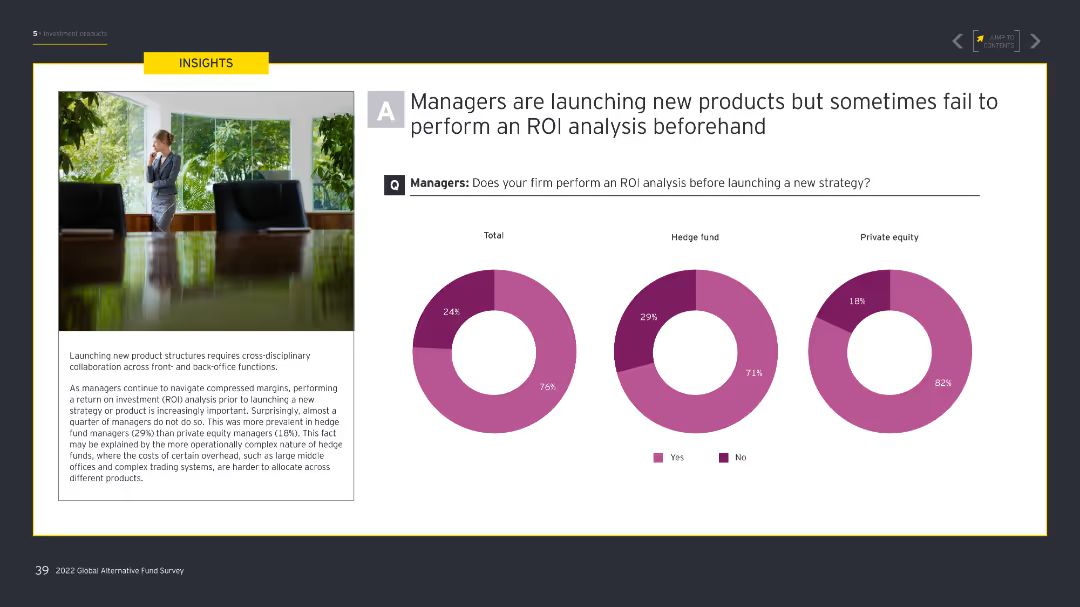 5 Investment products
JUMP TO
CONTENTS
INSIGHTS
A
Managers are launching new products but sometimes fail to
perform an ROI analysis beforehand
Q Managers: Does your firm perform an ROI analysis before launching a new strategy?
Total
Hedge fund
Private equity
24%
76%
29%
71%
18%
82%
Yes
No
Launching new product structures requires cross-disciplinary
collaboration across front- and back-office functions.
As managers continue to navigate compressed margins, performing
a return on investment (ROI) analysis prior to launching a new
strategy or product is increasingly important. Surprisingly, almost a
quarter of managers do not do so. This was more prevalent in hedge
fund managers (29%) than private equity managers (18%). This fact
may be explained by the more operationally complex nature of hedge
funds, where the costs of certain overhead, such as large middle
offices and complex trading systems, are harder to allocate across
different products.
39 2022 Global Alternative Fund Survey